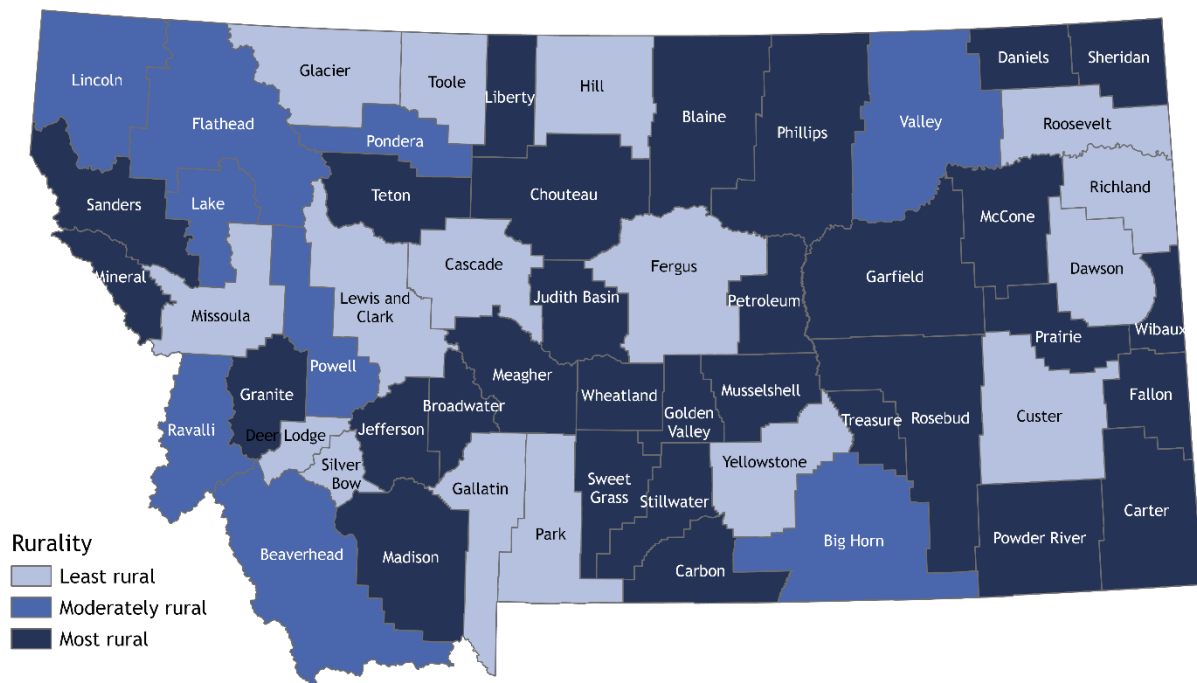 Lincoln
Flathead
Glacier
Toole
Liberty
Hill
Blaine
Phillips
Valley
Daniels
Sheridan
Roosevelt
Pondera
Teton
Chouteau
Richland
McCone
Sanders
Lake
Cascade
Fergus
Garfield
Dawson
Mineral
Missoula
Lewis and
Clark
Judith Basin
Petroleum
Wibaux
Prairie
Powell
Meagher
Granite
Wheatland
Musselshell
Fallon
Broadwater
Golden
Valley
Treasure
Rosebud
Custer
Ravalli
Deer Lodge
Jefferson
Silver
Bow
Gallatin
Yellowstone
Sweet
Grass
Stillwater
Carter
Park
Powder River
Big Horn
Beaverhead
Madison
Carbon
Rurality
Least rural
Moderately rural
Most rural